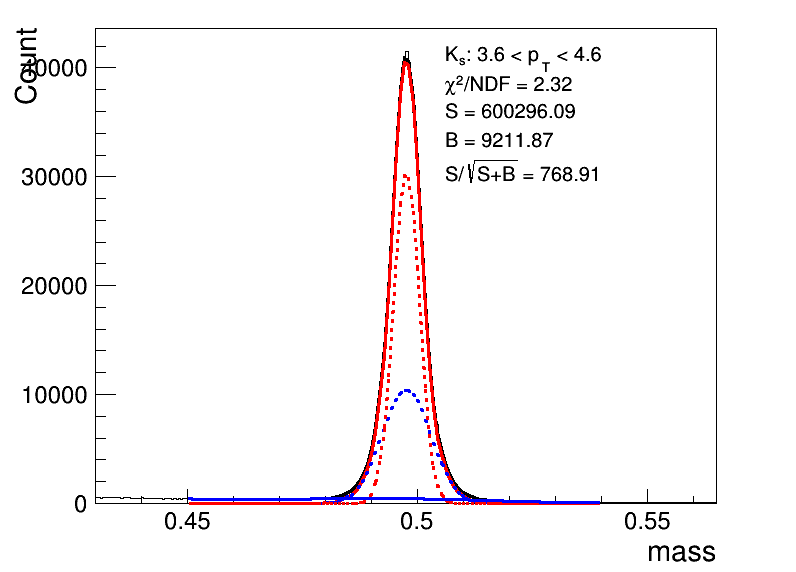 Count
40000
30000
20000
10000
0
Kₛ: 3.6 < p_T < 4.6
χ²/NDF = 2.32
S = 600296.09
B = 9211.87
S/√S+B = 768.91
0.45 0.5 0.55
mass